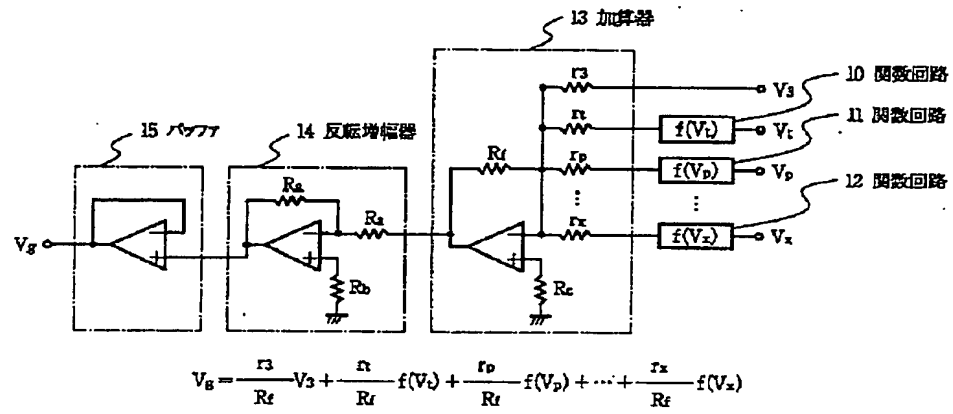 13 加算器
r3
V3
10 関数回路
rt
f(Vt)
Vt
11 関数回路
15 バッファ
14 反転増幅器
Rf
rp
f(Vp)
Vp
12 関数回路
Ra
Ra
⋮
⋮
rx
f(Vx)
Vx
Vg
−
+
−
+
−
+
Rb
Rc
Vg = r3/Rf V3 + rt/Rf f(Vt) + rp/Rf f(Vp) + ⋯ + rx/Rf f(Vx)